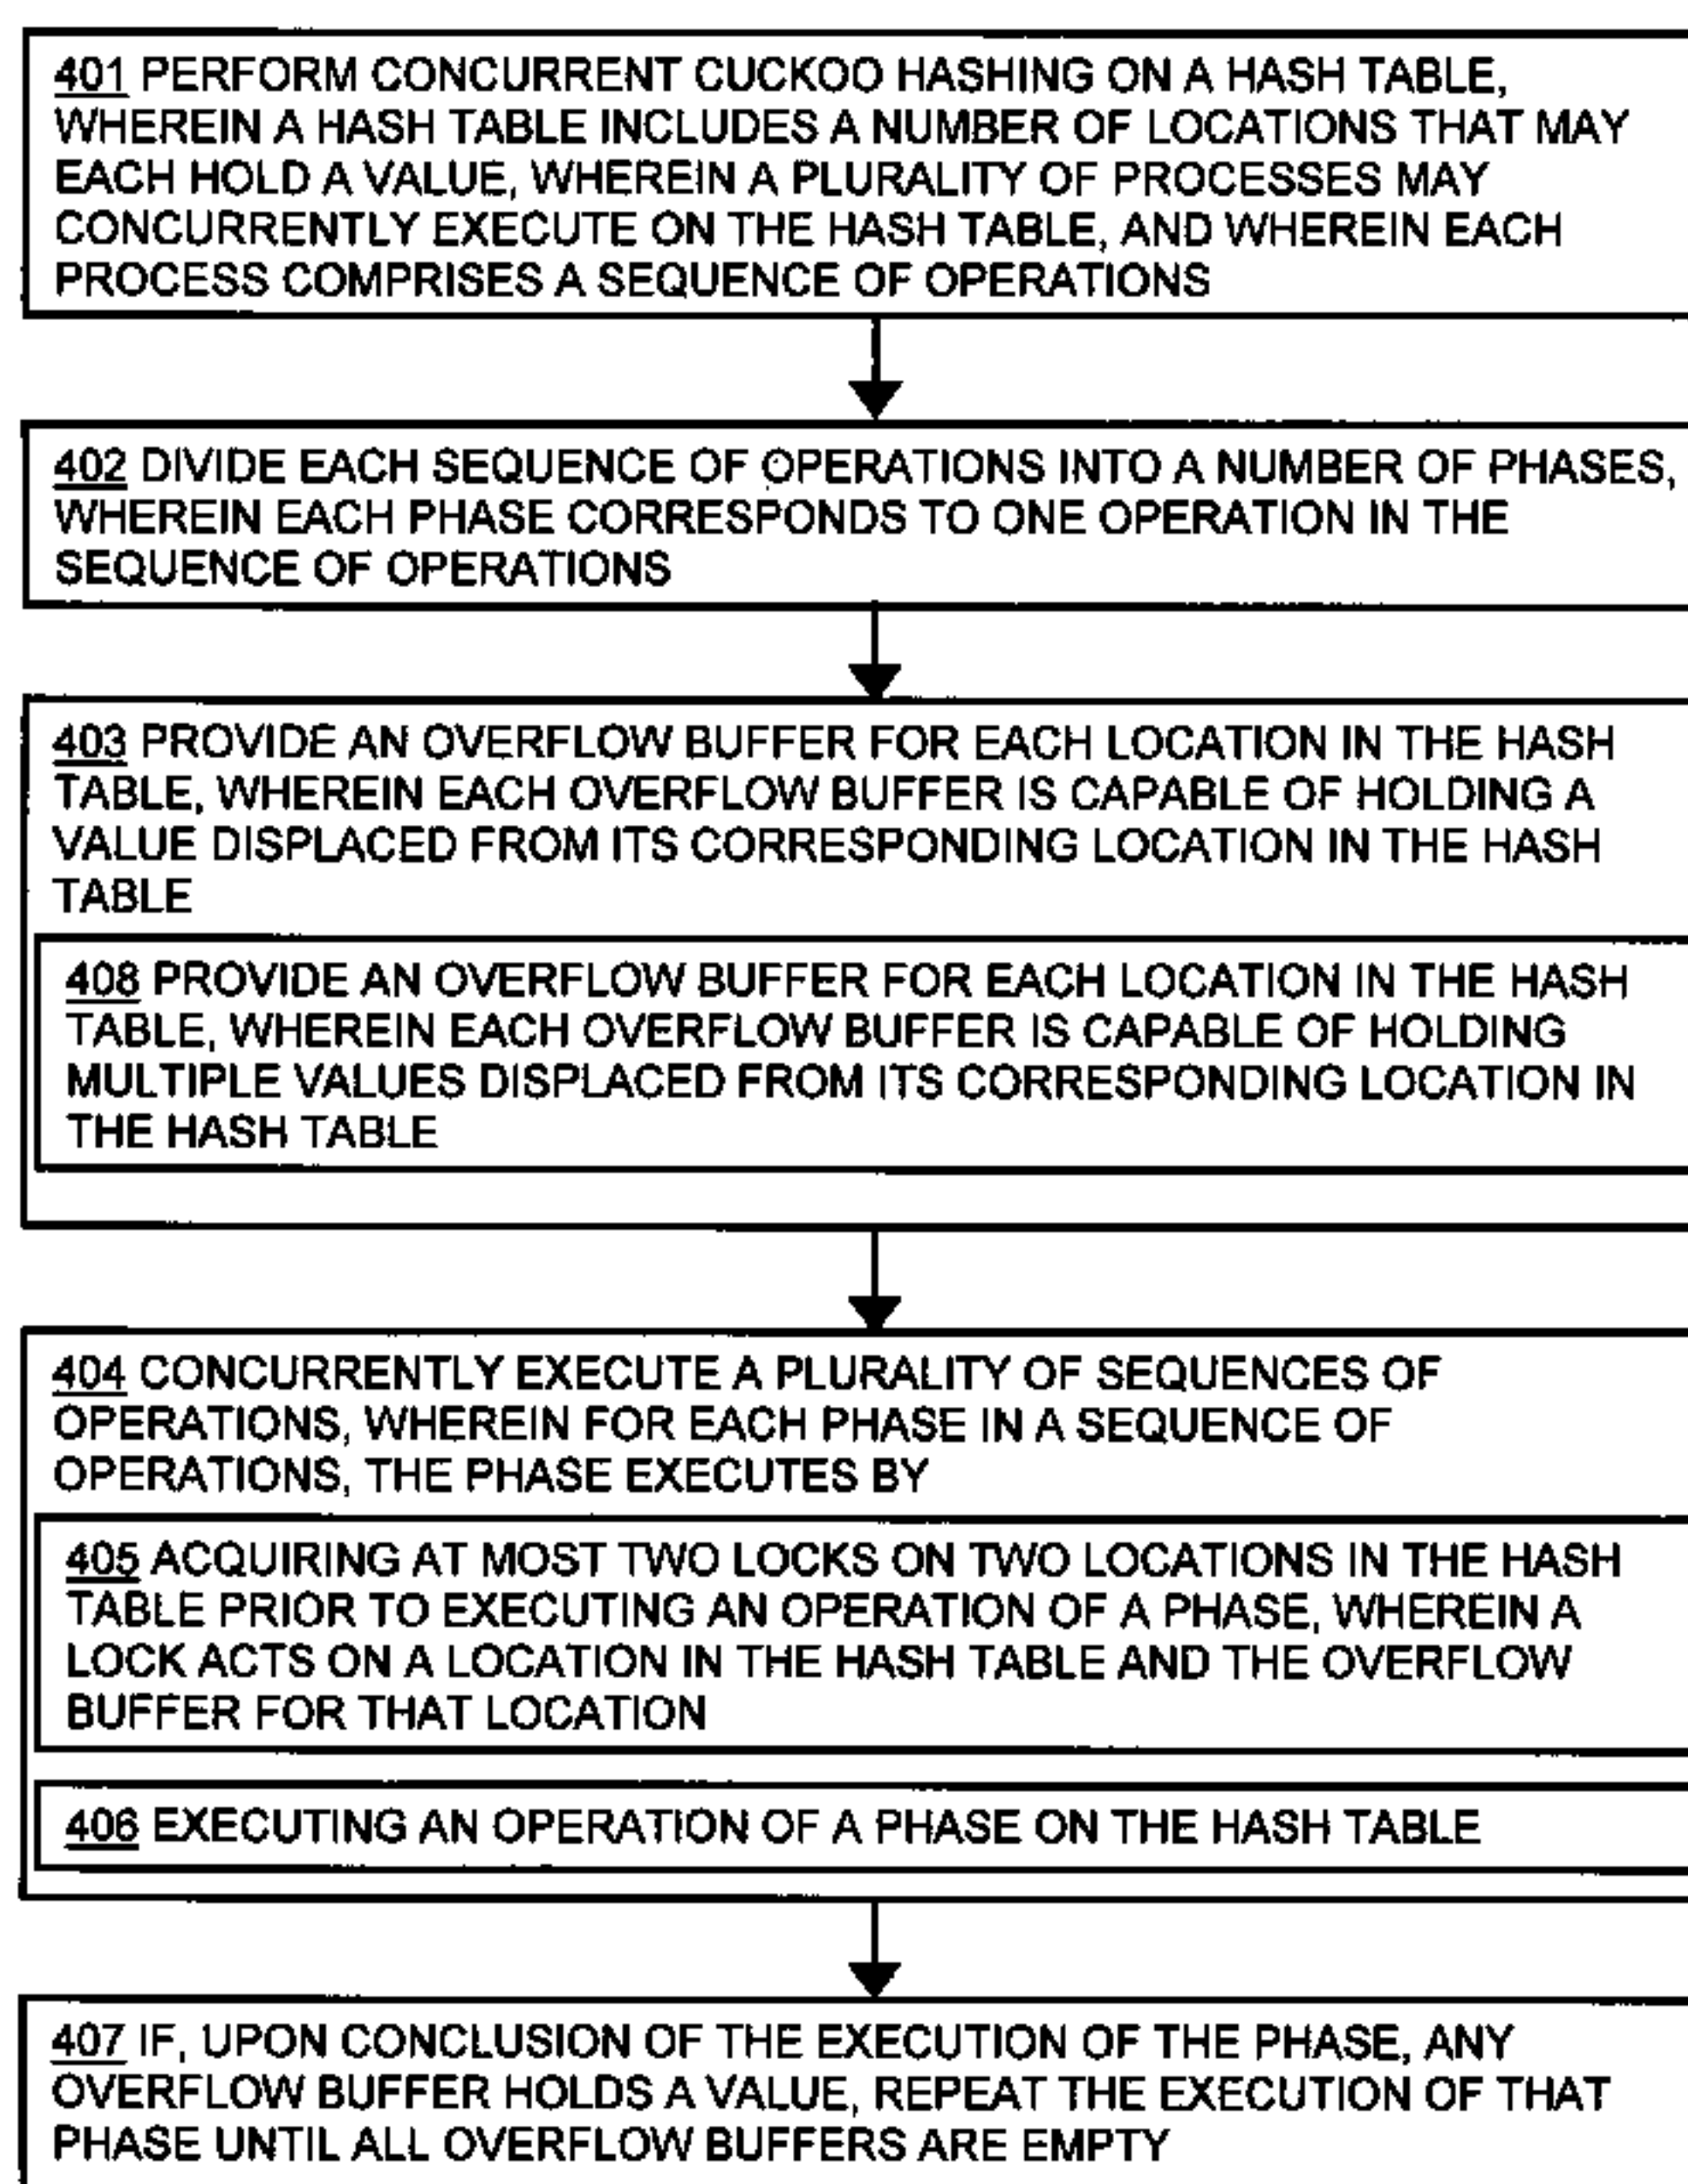 401 PERFORM CONCURRENT CUCKOO HASHING ON A HASH TABLE,
WHEREIN A HASH TABLE INCLUDES A NUMBER OF LOCATIONS THAT MAY
EACH HOLD A VALUE, WHEREIN A PLURALITY OF PROCESSES MAY
CONCURRENTLY EXECUTE ON THE HASH TABLE, AND WHEREIN EACH
PROCESS COMPRISES A SEQUENCE OF OPERATIONS
402 DIVIDE EACH SEQUENCE OF OPERATIONS INTO A NUMBER OF PHASES,
WHEREIN EACH PHASE CORRESPONDS TO ONE OPERATION IN THE
SEQUENCE OF OPERATIONS
403 PROVIDE AN OVERFLOW BUFFER FOR EACH LOCATION IN THE HASH
TABLE, WHEREIN EACH OVERFLOW BUFFER IS CAPABLE OF HOLDING A
VALUE DISPLACED FROM ITS CORRESPONDING LOCATION IN THE HASH
TABLE
408 PROVIDE AN OVERFLOW BUFFER FOR EACH LOCATION IN THE HASH
TABLE, WHEREIN EACH OVERFLOW BUFFER IS CAPABLE OF HOLDING
MULTIPLE VALUES DISPLACED FROM ITS CORRESPONDING LOCATION IN
THE HASH TABLE
404 CONCURRENTLY EXECUTE A PLURALITY OF SEQUENCES OF
OPERATIONS, WHEREIN FOR EACH PHASE IN A SEQUENCE OF
OPERATIONS, THE PHASE EXECUTES BY
405 ACQUIRING AT MOST TWO LOCKS ON TWO LOCATIONS IN THE HASH
TABLE PRIOR TO EXECUTING AN OPERATION OF A PHASE, WHEREIN A
LOCK ACTS ON A LOCATION IN THE HASH TABLE AND THE OVERFLOW
BUFFER FOR THAT LOCATION
406 EXECUTING AN OPERATION OF A PHASE ON THE HASH TABLE
407 IF, UPON CONCLUSION OF THE EXECUTION OF THE PHASE, ANY
OVERFLOW BUFFER HOLDS A VALUE, REPEAT THE EXECUTION OF THAT
PHASE UNTIL ALL OVERFLOW BUFFERS ARE EMPTY